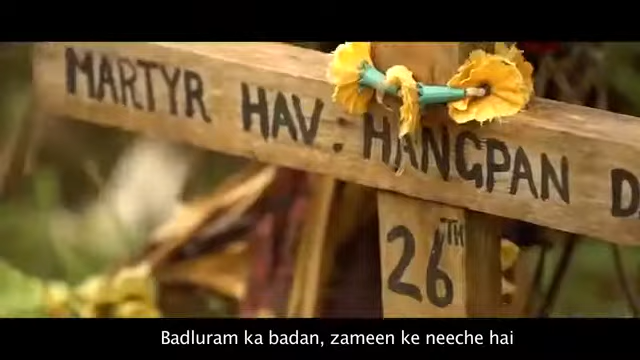 MARTYR HAV: HANGPAN D
26TH
Badluram ka badan, zameen ke neeche hai